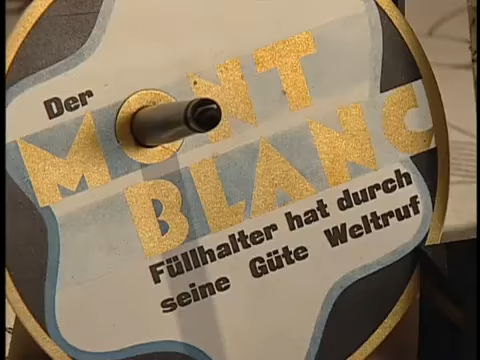 Der
MONT
BLANC
Füllhalter hat durch
seine Güte Weltruf